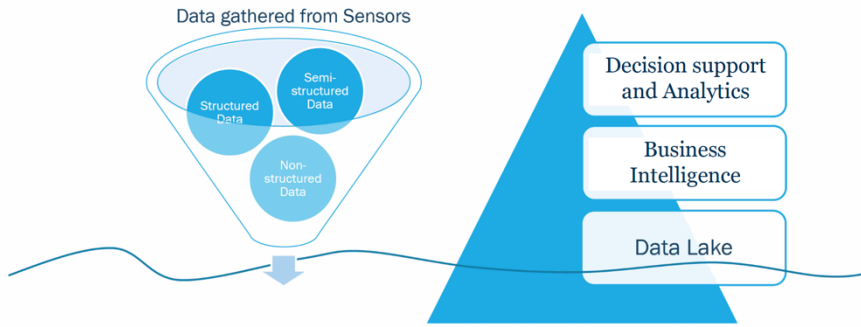 Data gathered from Sensors
Structured
Data
Semi-
structured
Data
Non-
structured
Data
Decision support
and Analytics
Business
Intelligence
Data Lake